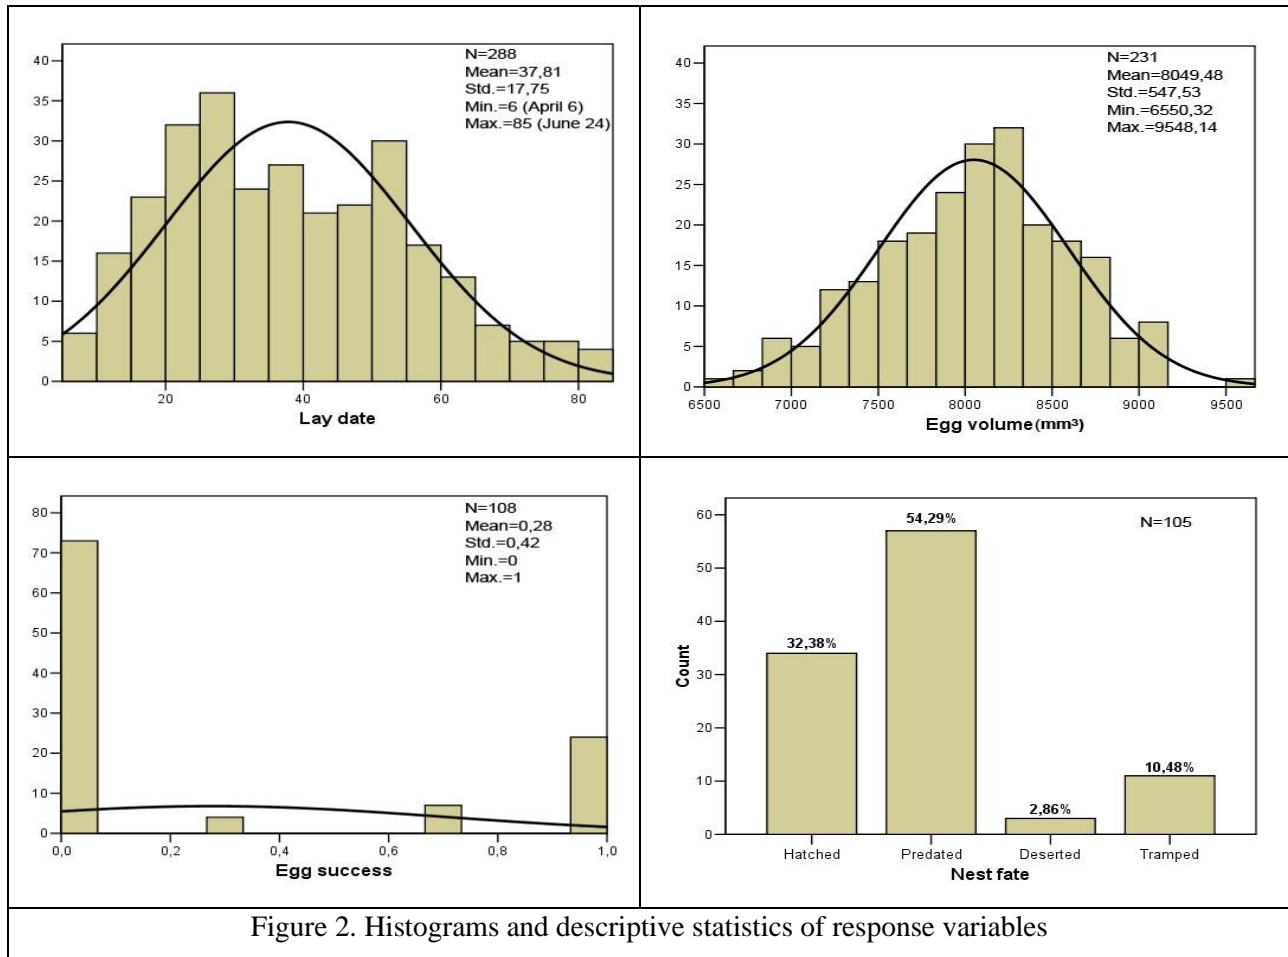 N=288
Mean=37,81
Std.=17,75
Min.=6 (April 6)
Max.=85 (June 24)
40
35
30
25
20
15
10
5
0
20 40 60 80
Lay date
N=231
Mean=8049,48
Std.=547,53
Min.=6550,32
Max.=9548,14
40
35
30
25
20
15
10
5
0
6500 7000 7500 8000 8500 9000 9500
Egg volume (mm³)
N=108
Mean=0,28
Std.=0,42
Min.=0
Max.=1
80
70
60
50
40
30
20
10
0
0,0 0,2 0,4 0,6 0,8 1,0
Egg success
N=105
60
50
40
30
20
10
0
Count
32,38%
54,29%
2,86%
10,48%
Hatched Predated Deserted Tramped
Nest fate
Figure 2. Histograms and descriptive statistics of response variables